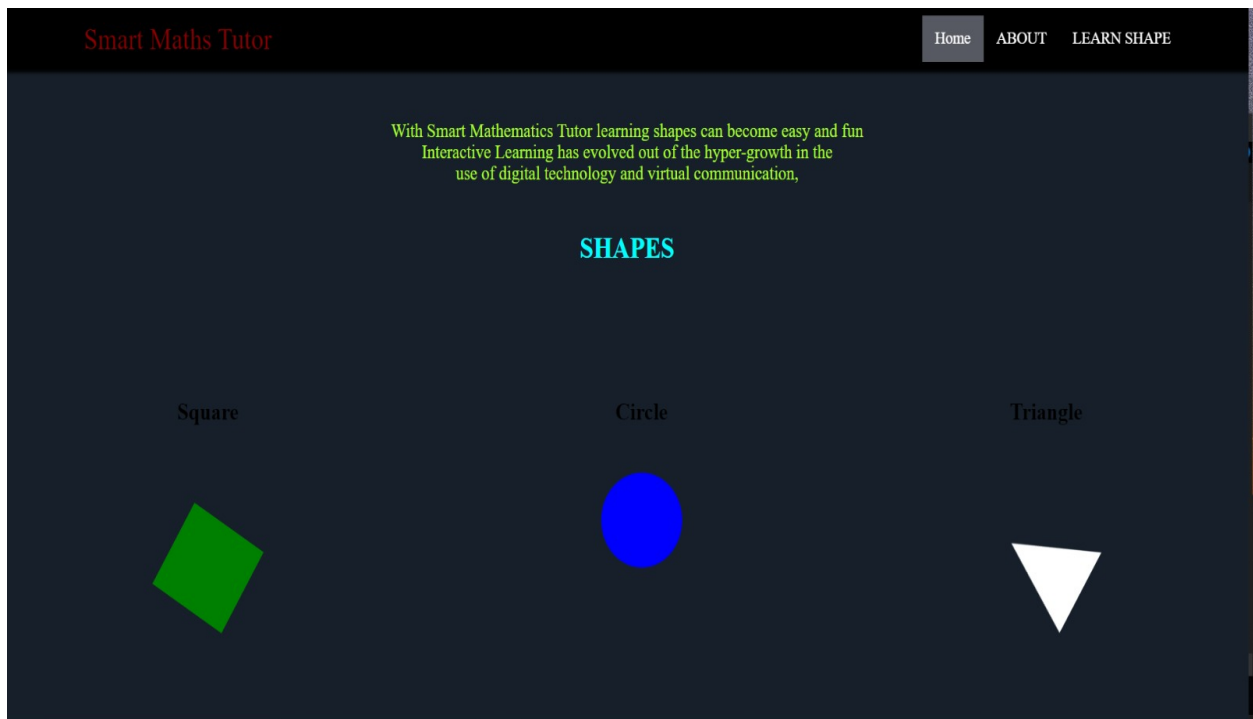 Smart Maths Tutor
Home ABOUT LEARN SHAPE
With Smart Mathematics Tutor learning shapes can become easy and fun
Interactive Learning has evolved out of the hyper-growth in the
use of digital technology and virtual communication,
SHAPES
Square Circle Triangle